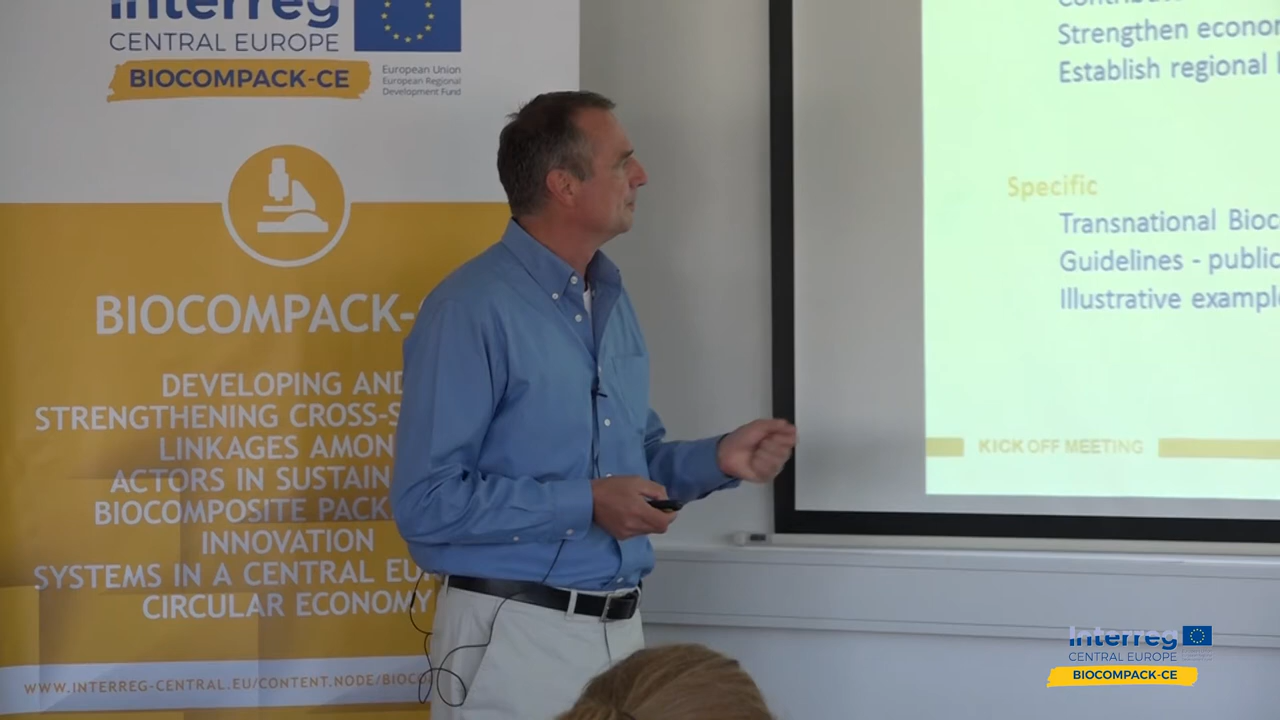 Interreg
CENTRAL EUROPE
BIOCOMPACK-CE
European Union
European Regional
Development Fund
BIOCOMPACK-
DEVELOPING AND
STRENGTHENING CROSS-S
LINKAGES AMON
ACTORS IN SUSTAIN
BIOCOMPOSITE PACK
INNOVATION
SYSTEMS IN A CENTRAL EU
CIRCULAR ECONOMY
WWW.INTERREG-CENTRAL.EU/CONTENT.NODE/BIOCO
Strengthen econo
Establish regional
Specific
Transnational Bioc
Guidelines - public
Illustrative exampl
KICK OFF MEETING
Interreg
CENTRAL EUROPE
BIOCOMPACK-CE